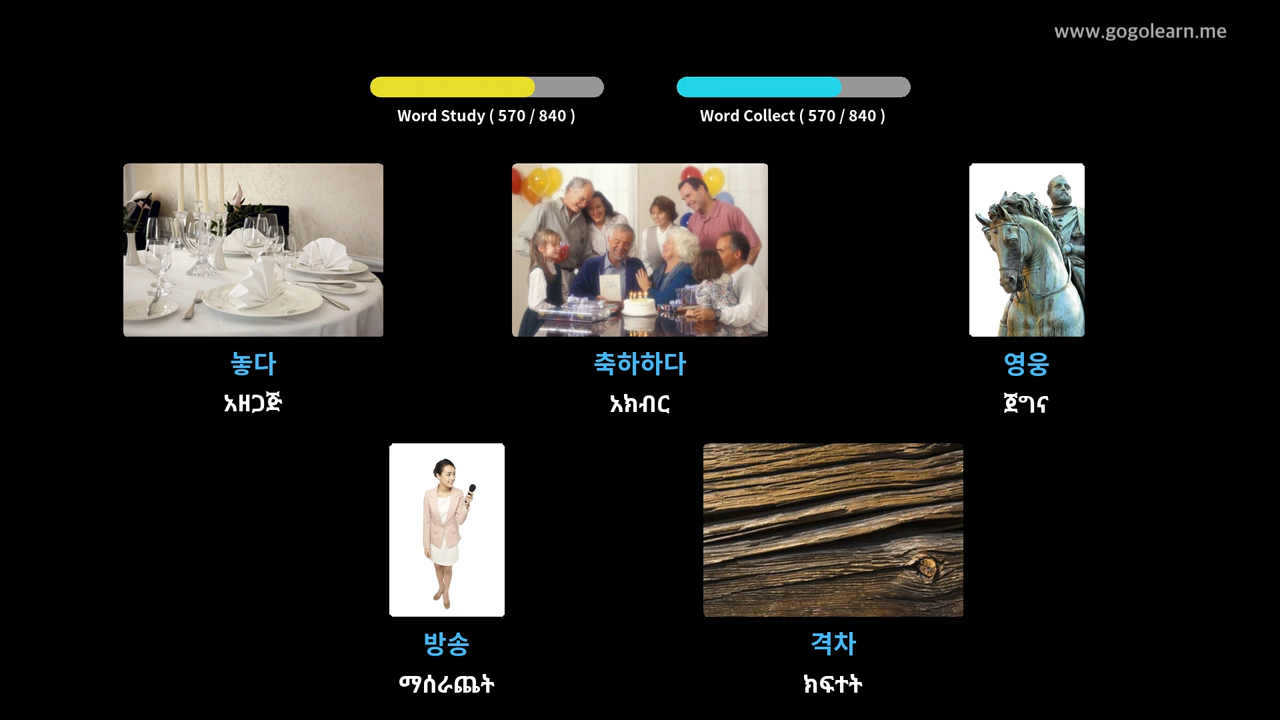 www.gogolearn.me
Word Study ( 570 / 840 )
Word Collect ( 570 / 840 )
놓다
축하하다
영웅
አዘጋጅ
አክብር
ጀግና
방송
격차
ማሰራጨት
ክፍተት